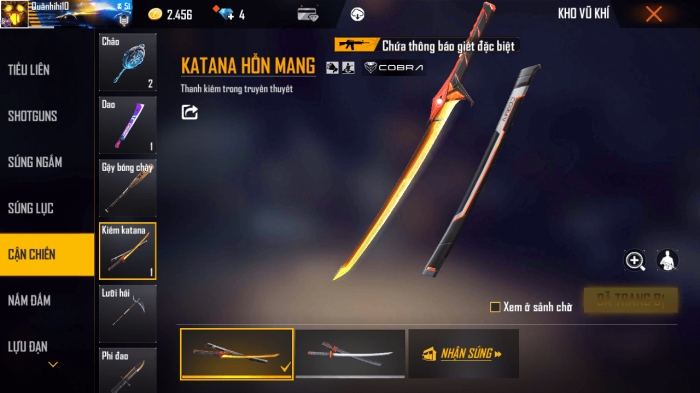 Quânhihi10
51
2.456
4
KHO VŨ KHÍ
TIỂU LIÊN
SHOTGUNS
SÚNG NGẮM
SÚNG LỤC
CẬN CHIẾN
NẮM ĐẤM
LỰU ĐẠN
Chảo
2
Dao
1
Gậy bóng chày
Kiếm katana
1
Lưỡi hái
Phi dao
KATANA HỖN MANG
Thanh kiếm trong truyền thuyết
Chứa thông báo giết đặc biệt
COBRA
Xem ở sảnh chờ
ĐÃ TRANG BỊ
NHẬN SÚNG